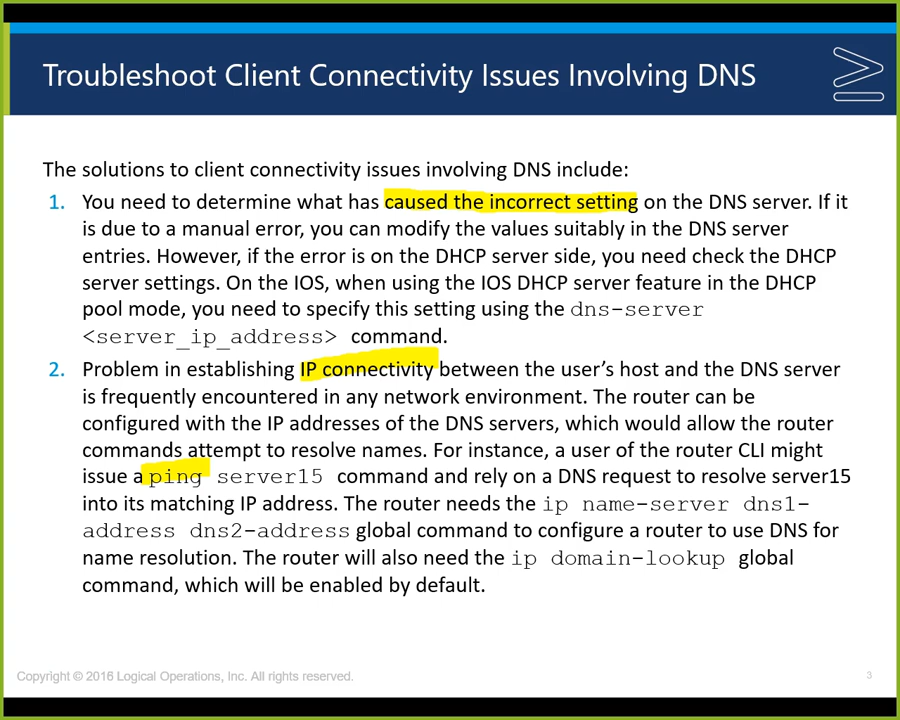 Troubleshoot Client Connectivity Issues Involving DNS
The solutions to client connectivity issues involving DNS include:
1. You need to determine what has caused the incorrect setting on the DNS server. If it
is due to a manual error, you can modify the values suitably in the DNS server
entries. However, if the error is on the DHCP server side, you need check the DHCP
server settings. On the IOS, when using the IOS DHCP server feature in the DHCP
pool mode, you need to specify this setting using the dns-server
<server_ip_address> command.
2. Problem in establishing IP connectivity between the user's host and the DNS server
is frequently encountered in any network environment. The router can be
configured with the IP addresses of the DNS servers, which would allow the router
commands attempt to resolve names. For instance, a user of the router CLI might
issue a ping server15 command and rely on a DNS request to resolve server15
into its matching IP address. The router needs the ip name-server dns1-
address dns2-address global command to configure a router to use DNS for
name resolution. The router will also need the ip domain-lookup global
command, which will be enabled by default.
Copyright © 2016 Logical Operations, Inc. All rights reserved.
3